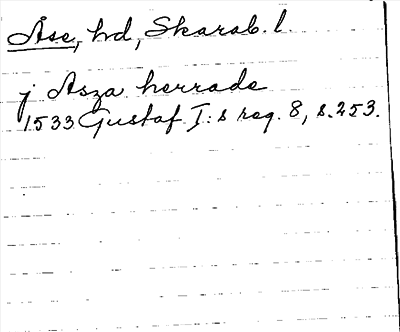 Åse, hd, Skarab. l.
j Asza herrade
1533 Gustaf I:s reg. 8, s. 253.